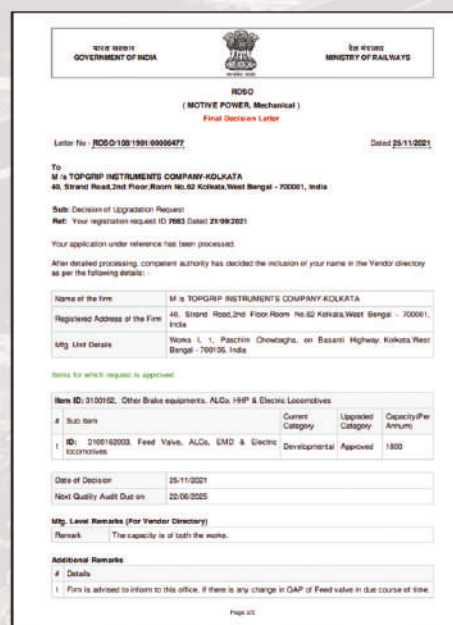 भारत सरकार
GOVERNMENT OF INDIA
रेल मंत्रालय
MINISTRY OF RAILWAYS
RDSO
( MOTIVE POWER, Mechanical )
Final Decision Letter
Letter No - RDSO/108/1901/00006477 Dated 25/11/2021
To
M /s TOPGRIP INSTRUMENTS COMPANY-KOLKATA
40, Strand Road,2nd Floor,Room No.62 Kolkata,West Bengal - 700001, India
Sub: Decision of Upgradation Request
Ref: Your registration request ID 7683 Dated 21/09/2021
Your application under reference has been processed.
After detailed processing, competent authority has decided the inclusion of your name in the Vendor directory
as per the following details: -
Name of the firm M /s TOPGRIP INSTRUMENTS COMPANY-KOLKATA
Registered Address of the Firm 40, Strand Road,2nd Floor,Room No.62 Kolkata,West Bengal - 700001,
India
Mfg. Unit Details Works I, 1, Paschim Chowbagha, on Basanti Highway Kolkata West
Bengal - 700105, India
Items for which request is approved
Item ID: 3100162, Other Brake equipments, ALCo, HHP & Electric Locomotives
# Sub Item Current Category Upgraded Category Capacity(Per Annum)
1 ID: 3100162003, Feed Valve, ALCo, EMD & Electric locomotives Developmental Approved 1800
Date of Decision 25/11/2021
Next Quality Audit Due on 22/06/2025
Mfg. Level Remarks (For Vendor Directory)
Remark The capacity is of both the works.
Additional Remarks
# Details
1 Firm is advised to inform to this office, if there is any change in QAP of Feed valve in due course of time.